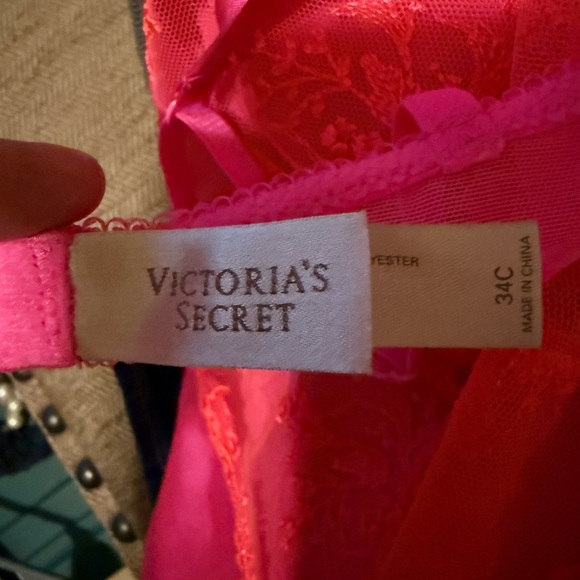 VICTORIA'S
SECRET
YESTER
34C
MADE IN CHINA